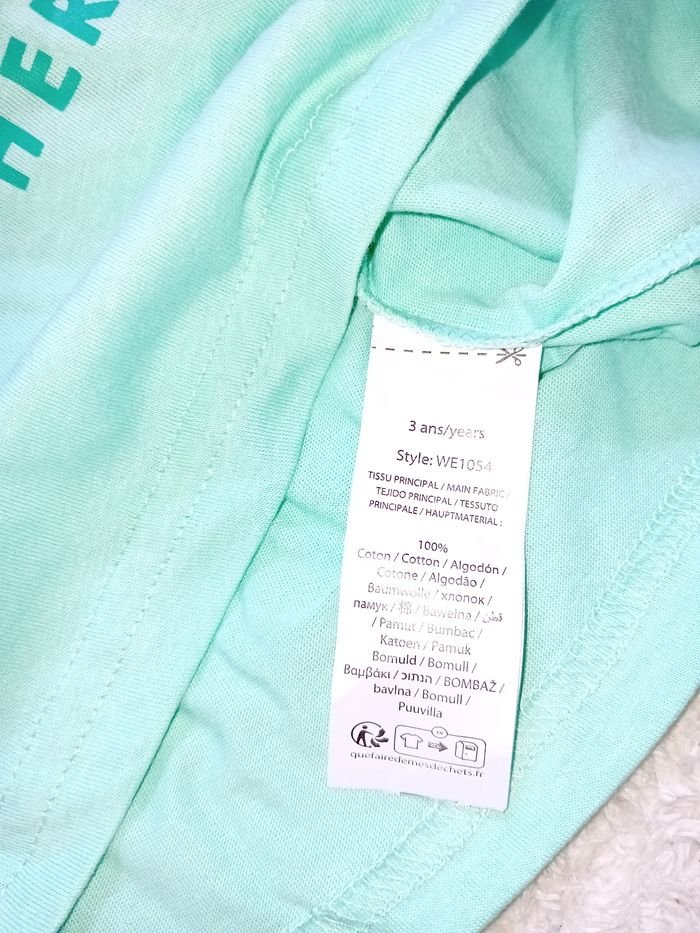 HER
3 ans/years
Style: WE1054
TISSU PRINCIPAL / MAIN FABRIC /
TEJIDO PRINCIPAL / TESSUTO
PRINCIPALE / HAUPTMATERIAL :
100%
Coton / Cotton / Algodón /
Cotone / Algodão /
Baumwolle / хлопок /
памук / 棉 / Bawełna / قطن
/ Pamut / Bumbac /
Katoen / Pamuk
Bomuld / Bomull /
Βαμβάκι / הנתוכ / BOMBAŽ /
bavlna / Bomull /
Puuvilla
FR
quefairedemesdechets.fr